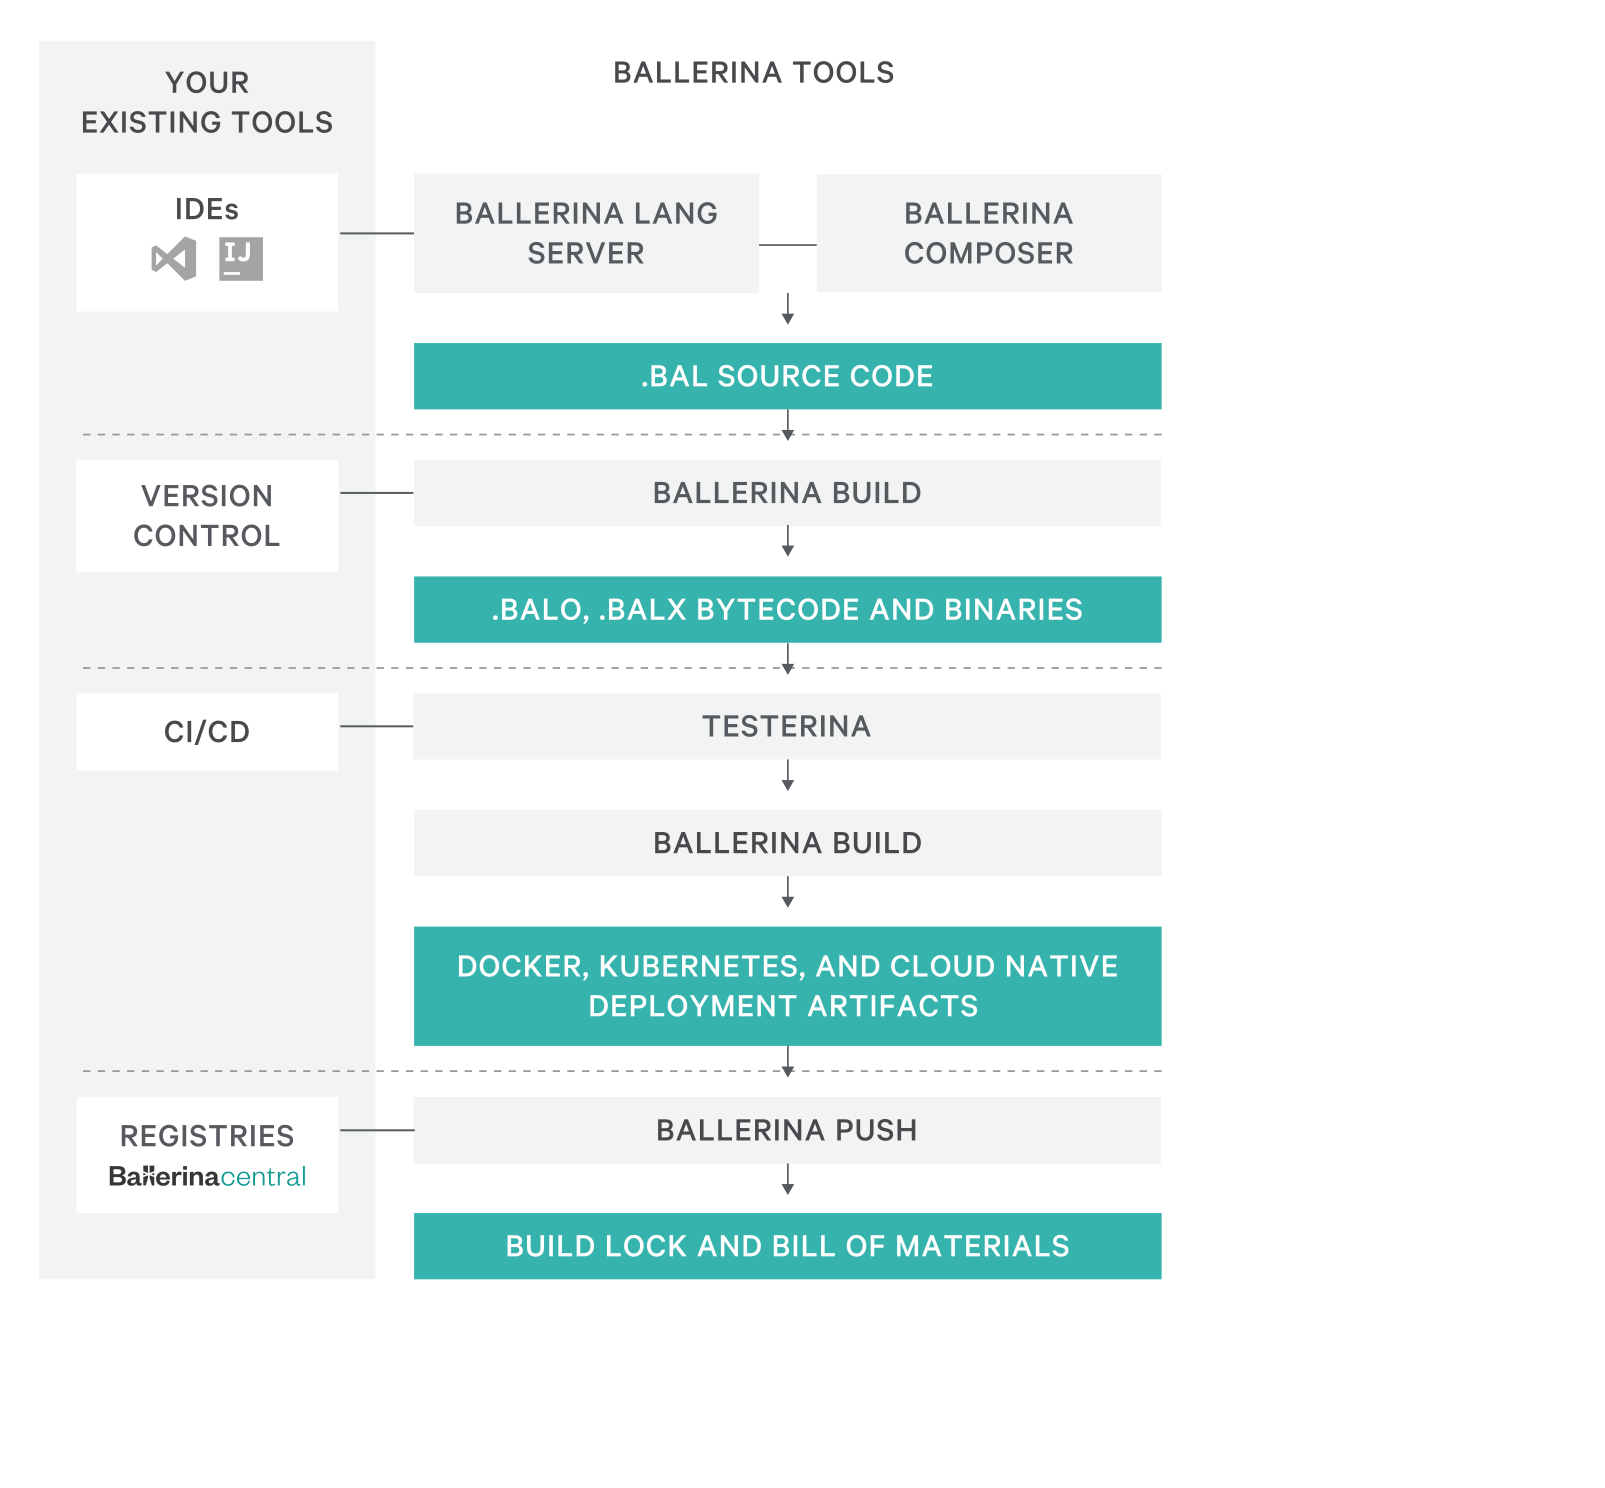 YOUR
EXISTING TOOLS
BALLERINA TOOLS
IDEs
IJ
BALLERINA LANG
SERVER
BALLERINA
COMPOSER
.BAL SOURCE CODE
VERSION
CONTROL
BALLERINA BUILD
.BALO, .BALX BYTECODE AND BINARIES
CI/CD
TESTERINA
BALLERINA BUILD
DOCKER, KUBERNETES, AND CLOUD NATIVE
DEPLOYMENT ARTIFACTS
REGISTRIES
Ballerinacentral
BALLERINA PUSH
BUILD LOCK AND BILL OF MATERIALS